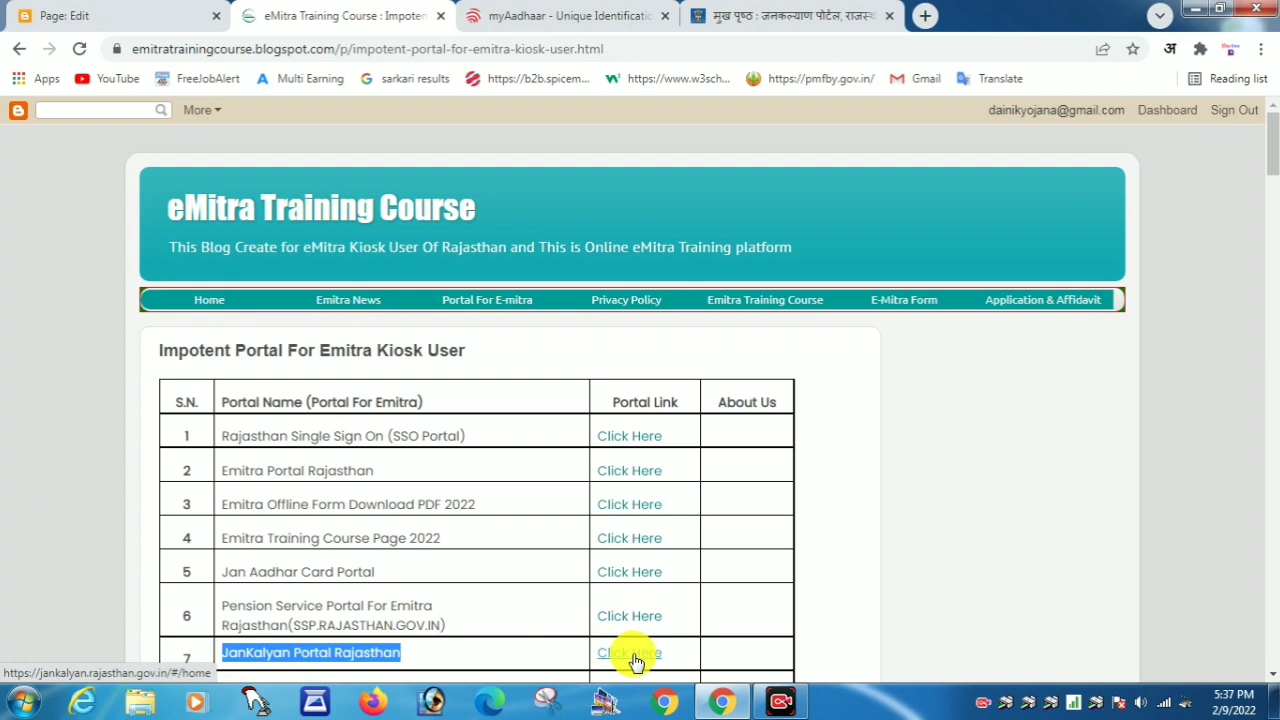 Page: Edit
eMitra Training Course : Impoten
myAadhaar - Unique Identificatio
मुख पृष्ठ : जनकल्याण पोर्टल, राजस्थ
emitratrainingcourse.blogspot.com/p/impotent-portal-for-emitra-kiosk-user.html
अ
Apps
YouTube
FreeJobAlert
Multi Earning
sarkari results
https://b2b.spicem...
https://www.w3sch...
https://pmfby.gov.in/
Gmail
Translate
Reading list
More
dainikyojana@gmail.com
Dashboard
Sign Out
eMitra Training Course
This Blog Create for eMitra Kiosk User Of Rajasthan and This is Online eMitra Training platform
Home
Emitra News
Portal For E-mitra
Privacy Policy
Emitra Training Course
E-Mitra Form
Application & Affidavit
Impotent Portal For Emitra Kiosk User
S.N. Portal Name (Portal For Emitra) Portal Link About Us
1 Rajasthan Single Sign On (SSO Portal) Click Here
2 Emitra Portal Rajasthan Click Here
3 Emitra Offline Form Download PDF 2022 Click Here
4 Emitra Training Course Page 2022 Click Here
5 Jan Aadhar Card Portal Click Here
6 Pension Service Portal For Emitra
Rajasthan(SSP.RAJASTHAN.GOV.IN) Click Here
7 JanKalyan Portal Rajasthan Click Here
https://jankalyan.rajasthan.gov.in/#/home
5:37 PM
2/9/2022